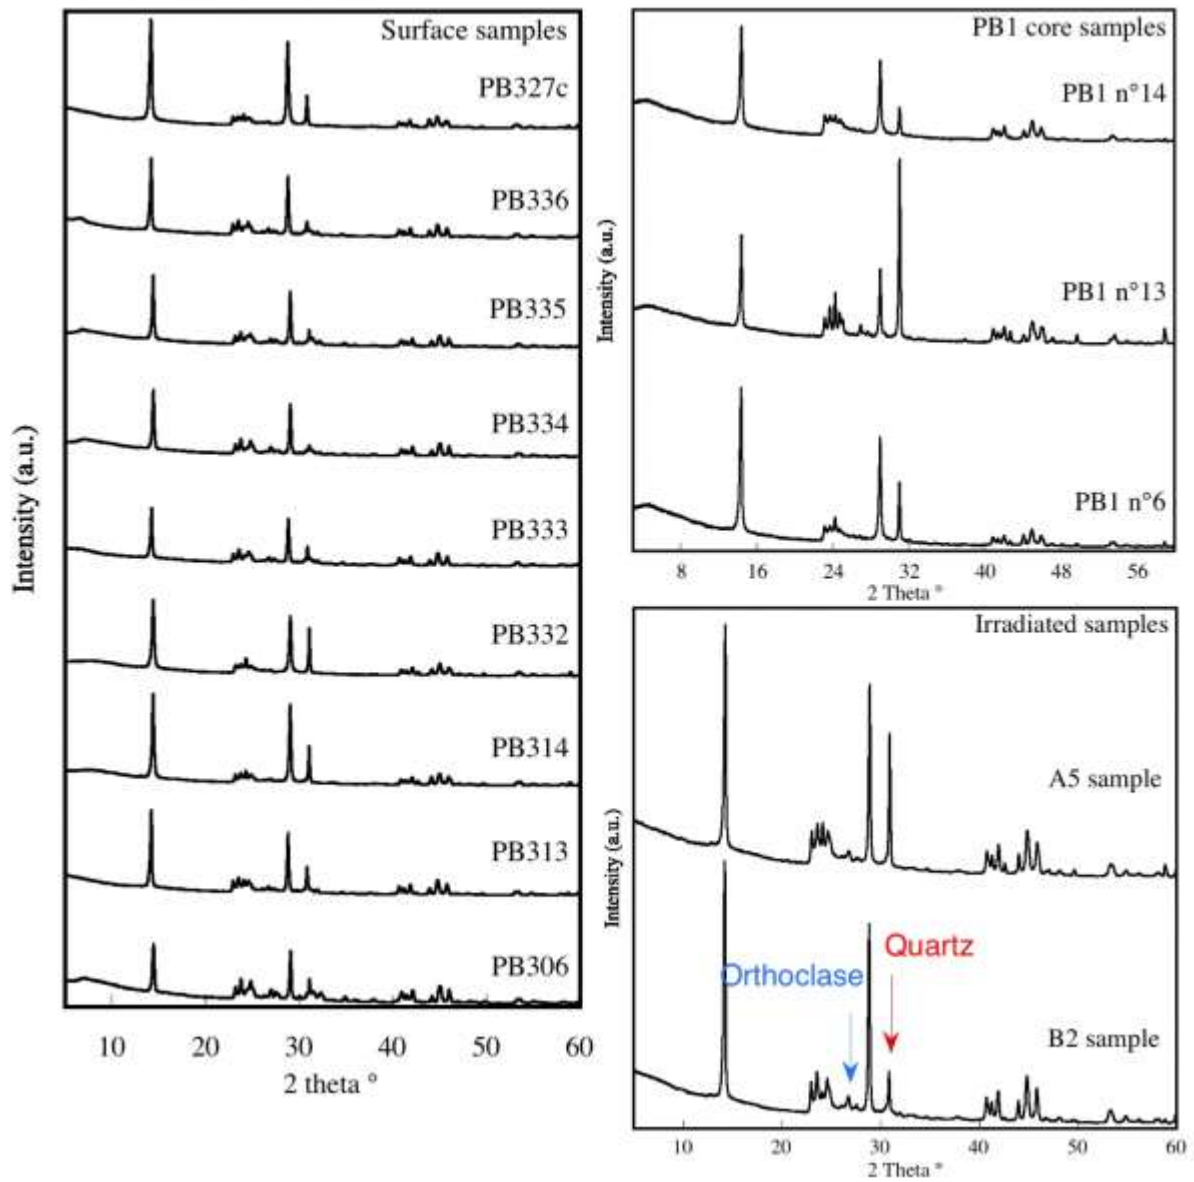 Surface samples
PB327c
PB336
PB335
PB334
PB333
PB332
PB314
PB313
PB306
Intensity (a.u.)
10 20 30 40 50 60
2 theta °
PB1 core samples
PB1 n°14
PB1 n°13
PB1 n°6
Intensity (a.u.)
8 16 24 32 40 48 56
2 Theta °
Irradiated samples
A5 sample
Quartz
Orthoclase
B2 sample
Intensity (a.u.)
10 20 30 40 50 60
2 Theta °